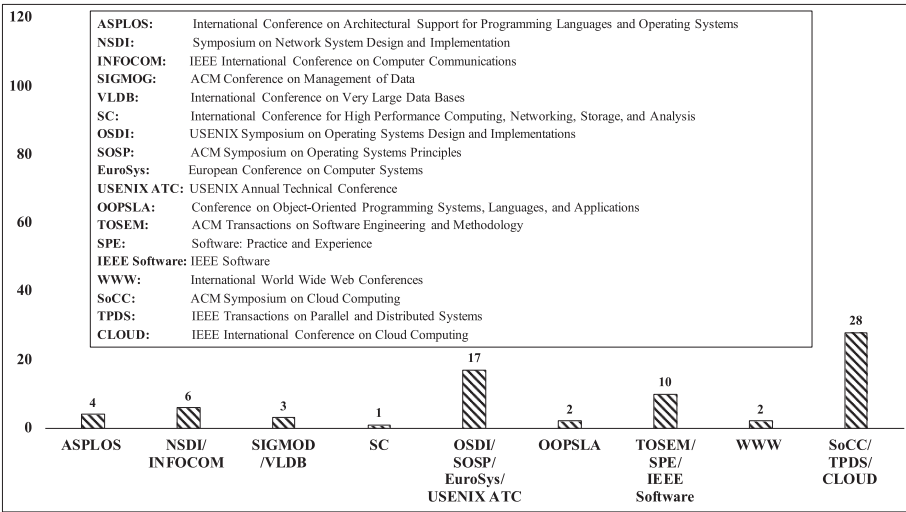 120
100
80
60
40
20
0
ASPLOS: International Conference on Architectural Support for Programming Languages and Operating Systems
NSDI: Symposium on Network System Design and Implementation
INFOCOM: IEEE International Conference on Computer Communications
SIGMOG: ACM Conference on Management of Data
VLDB: International Conference on Very Large Data Bases
SC: International Conference for High Performance Computing, Networking, Storage, and Analysis
OSDI: USENIX Symposium on Operating Systems Design and Implementations
SOSP: ACM Symposium on Operating Systems Principles
EuroSys: European Conference on Computer Systems
USENIX ATC: USENIX Annual Technical Conference
OOPSLA: Conference on Object-Oriented Programming Systems, Languages, and Applications
TOSEM: ACM Transactions on Software Engineering and Methodology
SPE: Software: Practice and Experience
IEEE Software: IEEE Software
WWW: International World Wide Web Conferences
SoCC: ACM Symposium on Cloud Computing
TPDS: IEEE Transactions on Parallel and Distributed Systems
CLOUD: IEEE International Conference on Cloud Computing
4
6
3
1
17
2
10
2
28
ASPLOS
NSDI/
INFOCOM
SIGMOD
/VLDB
SC
OSDI/
SOSP/
EuroSys/
USENIX ATC
OOPSLA
TOSEM/
SPE/
IEEE
Software
WWW
SoCC/
TPDS/
CLOUD